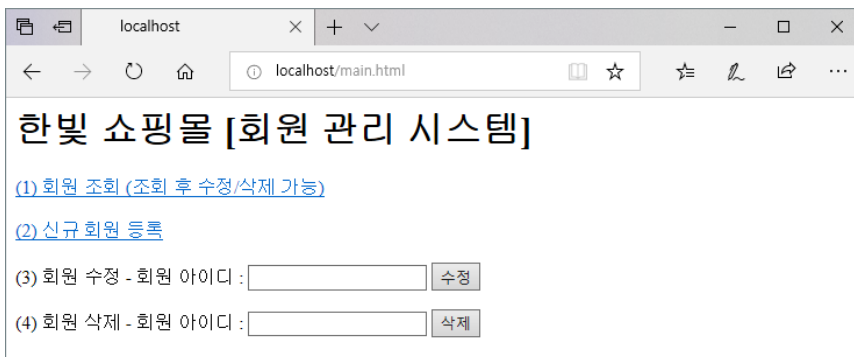 localhost
localhost/main.html
한빛 쇼핑몰 [회원 관리 시스템]
(1) 회원 조회 (조회 후 수정/삭제 가능)
(2) 신규 회원 등록
(3) 회원 수정 - 회원 아이디 : 수정
(4) 회원 삭제 - 회원 아이디 : 삭제